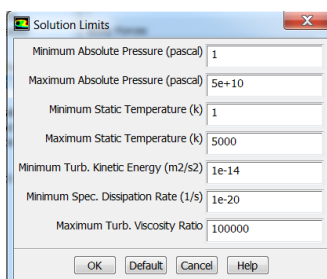 Solution Limits
Minimum Absolute Pressure (pascal) 1
Maximum Absolute Pressure (pascal) 5e+10
Minimum Static Temperature (k) 1
Maximum Static Temperature (k) 5000
Minimum Turb. Kinetic Energy (m2/s2) 1e-14
Minimum Spec. Dissipation Rate (1/s) 1e-20
Maximum Turb. Viscosity Ratio 100000
OK Default Cancel Help